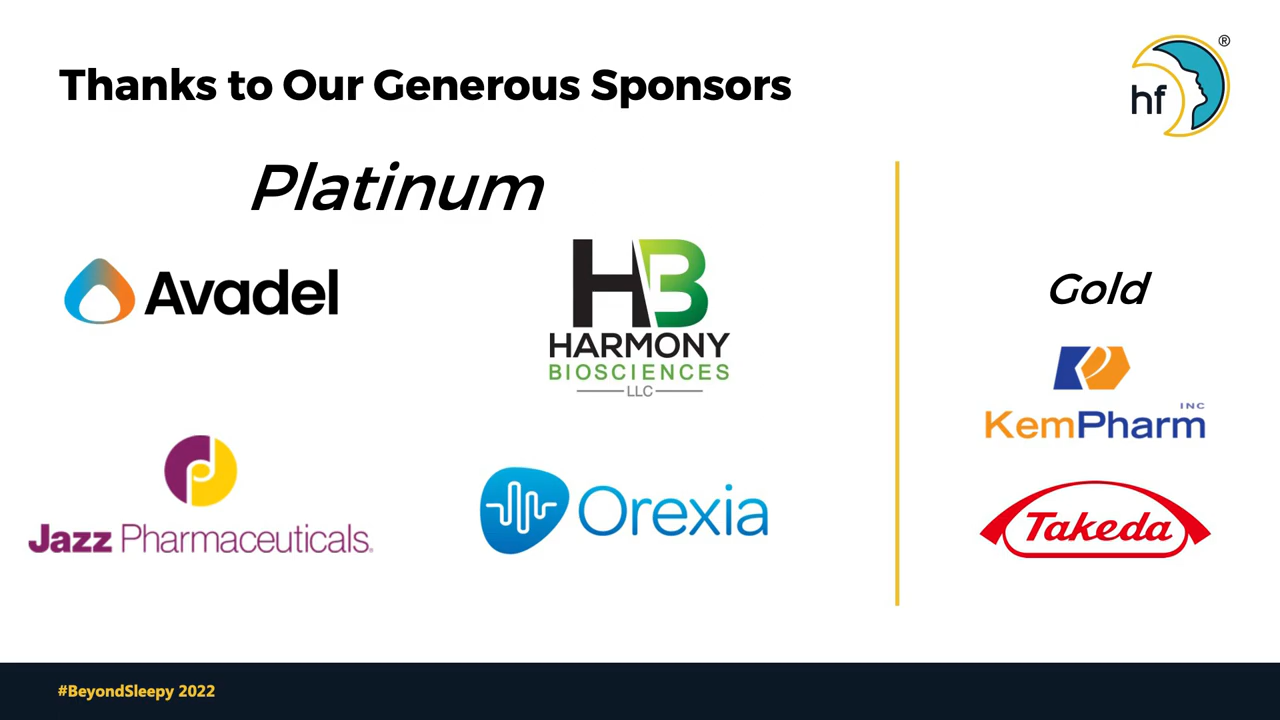 Thanks to Our Generous Sponsors
hf®
Platinum
Avadel
HB
HARMONY
BIOSCIENCES
LLC
Jazz Pharmaceuticals®
Orexia
Gold
KemPharm INC
Takeda
#BeyondSleepy 2022